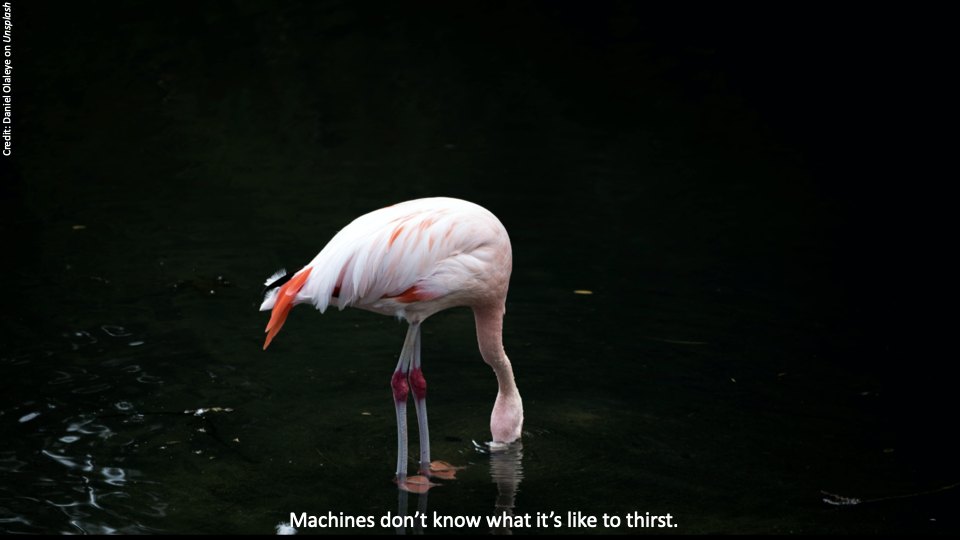 Credit: Daniel Olaleye on Unsplash
Machines don’t know what it’s like to thirst.